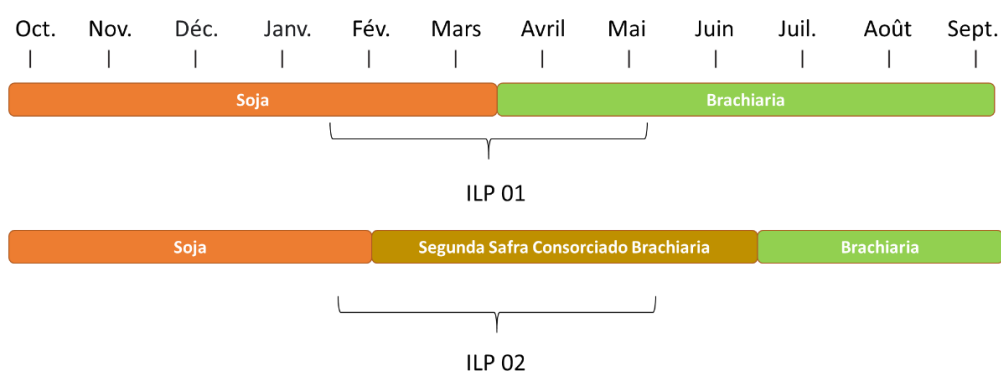 Oct. Nov. Déc. Janv. Fév. Mars Avril Mai Juin Juil. Août Sept.
Soja Brachiaria
ILP 01
Soja Segunda Safra Consorciado Brachiaria Brachiaria
ILP 02